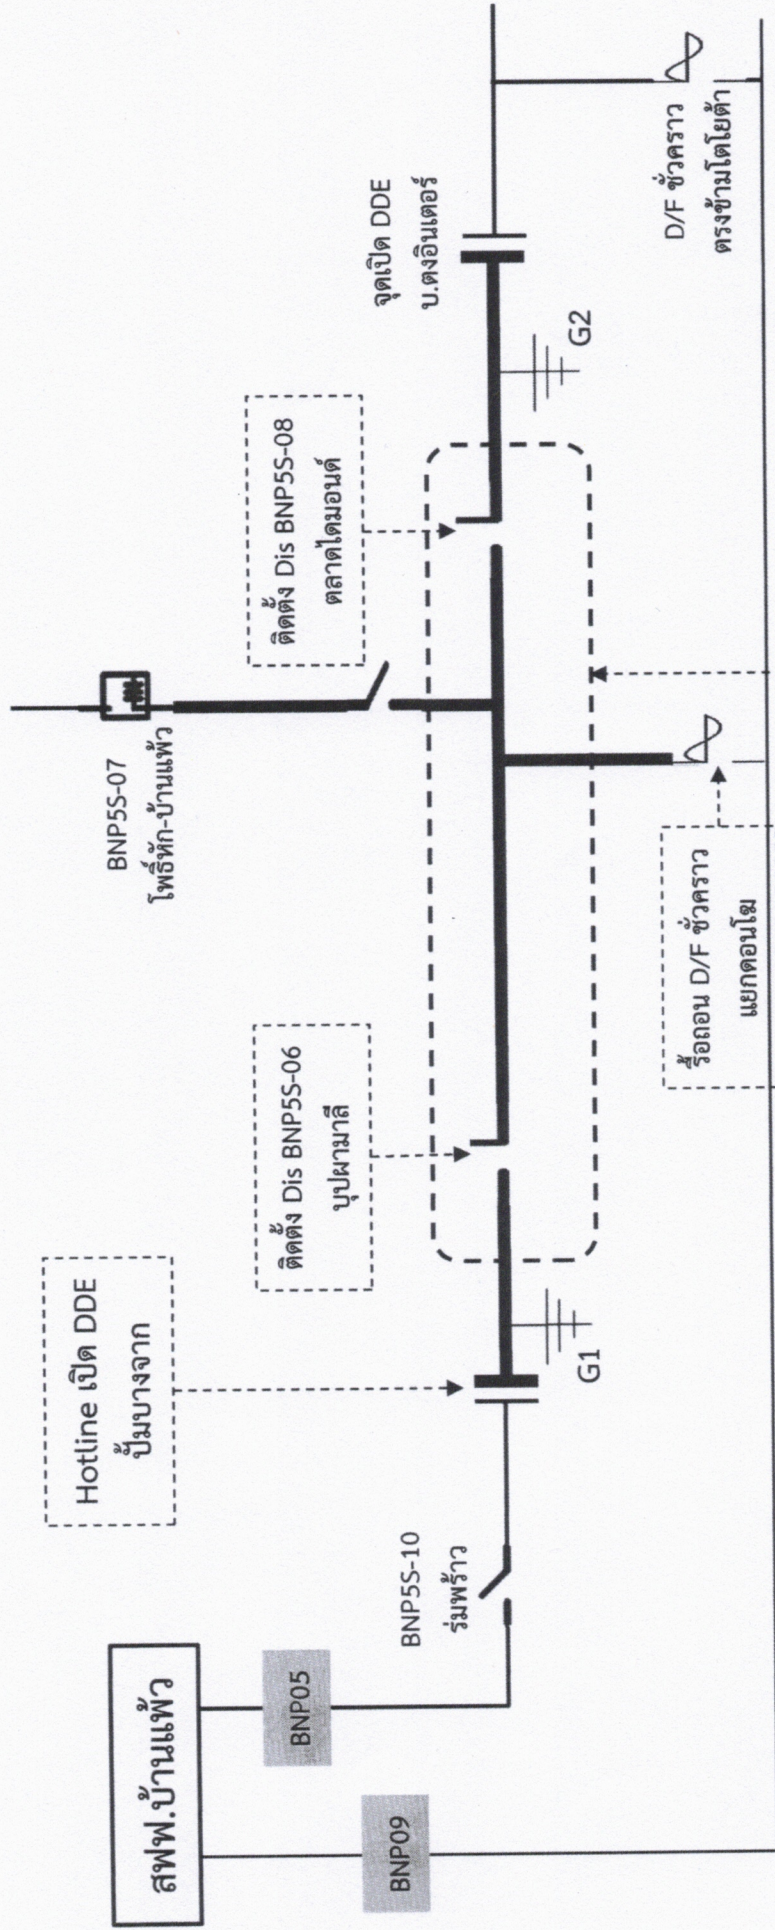 สฟฟ.บ้านแพ้ว
BNP05
BNP09
BNP5S-10
ร่มพร้าว
Hotline เปิด DDE
ปั๊มบางจาก
G1
ติดตั้ง Dis BNP5S-06
บุปผามาลี
BNP5S-07
โพธิ์หัก-บ้านแพ้ว
รื้อถอน D/F ชั่วคราว
แยกดอนโฆ
ติดตั้ง Dis BNP5S-08
ตลาดไดมอนด์
G2
จุดเปิด DDE
บ.ตงอินเตอร์
D/F ชั่วคราว
ตรงข้ามโตโยต้า